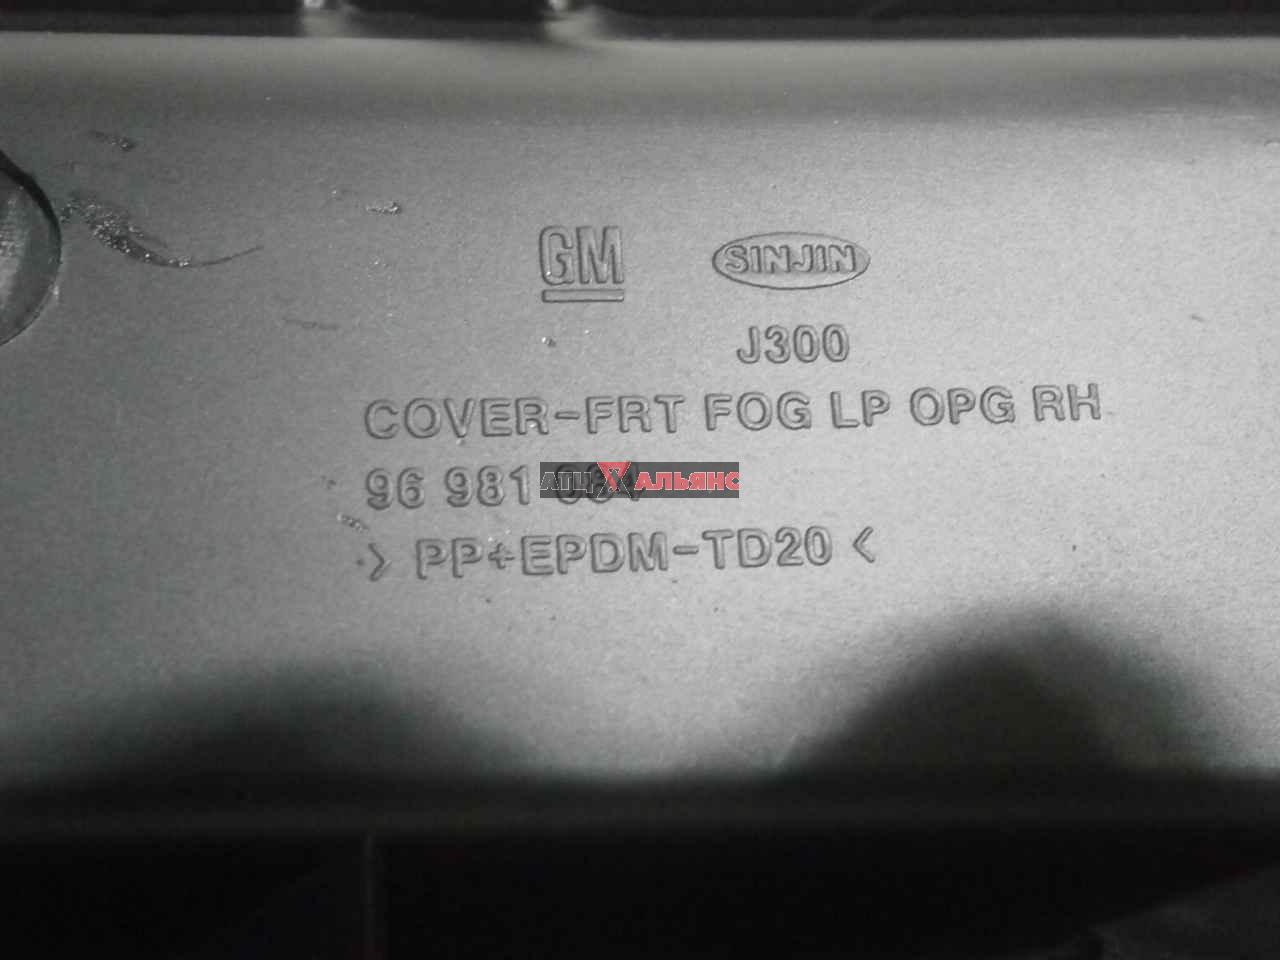 GM SINJIN
J300
COVER-FRT FOG LP OPG RH
96 981
АТЦ АЛЬЯНС
> PP+EPDM-TD20 <